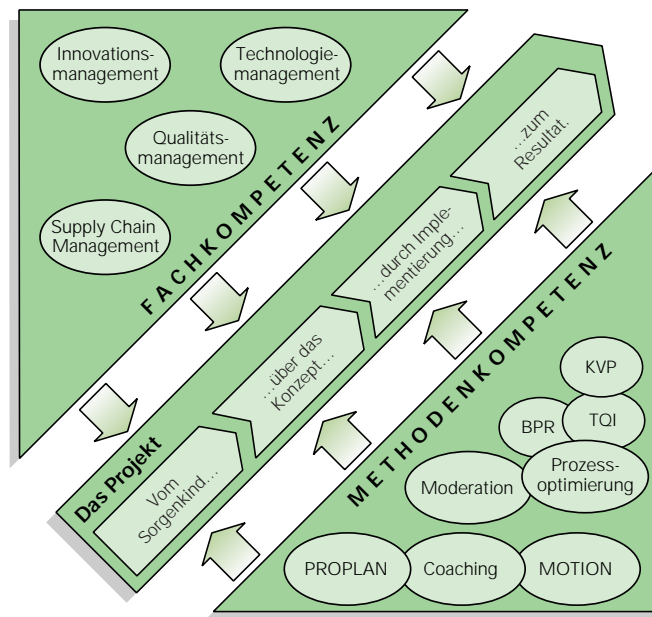 Innovations-
management
Technologie-
management
Qualitäts-
management
Supply Chain
Management
FACHKOMPETENZ
Das Projekt
Vom
Sorgenkind...
...über das
Konzept...
...durch Imple-
mentierung...
...zum
Resultat.
METHODENKOMPETENZ
KVP
BPR
TQI
Prozess-
optimierung
Moderation
PROPLAN
Coaching
MOTION